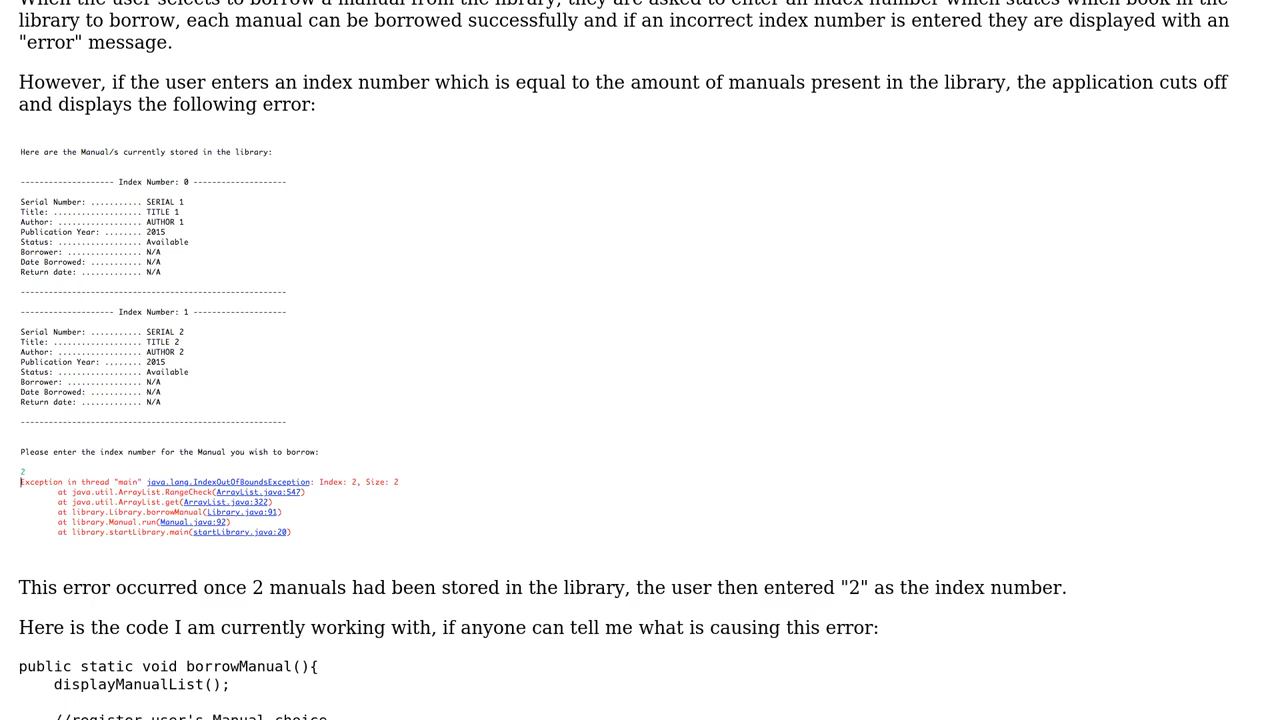 When the user selects to borrow a manual from the library, they are asked to enter an index number which states which book in the
library to borrow, each manual can be borrowed successfully and if an incorrect index number is entered they are displayed with an
"error" message.
However, if the user enters an index number which is equal to the amount of manuals present in the library, the application cuts off
and displays the following error:
Here are the Manual/s currently stored in the library:
-------------------- Index Number: 0 --------------------
Serial Number: ........... SERIAL 1
Title: ................... TITLE 1
Author: .................. AUTHOR 1
Publication Year: ........ 2015
Status: .................. Available
Borrower: ................ N/A
Date Borrowed: ........... N/A
Return date: ............. N/A
---------------------------------------------------------
-------------------- Index Number: 1 --------------------
Serial Number: ........... SERIAL 2
Title: ................... TITLE 2
Author: .................. AUTHOR 2
Publication Year: ........ 2015
Status: .................. Available
Borrower: ................ N/A
Date Borrowed: ........... N/A
Return date: ............. N/A
---------------------------------------------------------
Please enter the index number for the Manual you wish to borrow:
2
Exception in thread "main" java.lang.IndexOutOfBoundsException: Index: 2, Size: 2
at java.util.ArrayList.RangeCheck(ArrayList.java:547)
at java.util.ArrayList.get(ArrayList.java:322)
at library.Library.borrowManual(Library.java:91)
at library.Manual.run(Manual.java:92)
at library.startLibrary.main(startLibrary.java:20)
This error occurred once 2 manuals had been stored in the library, the user then entered "2" as the index number.
Here is the code I am currently working with, if anyone can tell me what is causing this error:
public static void borrowManual(){
displayManualList();
//register user's Manual choice